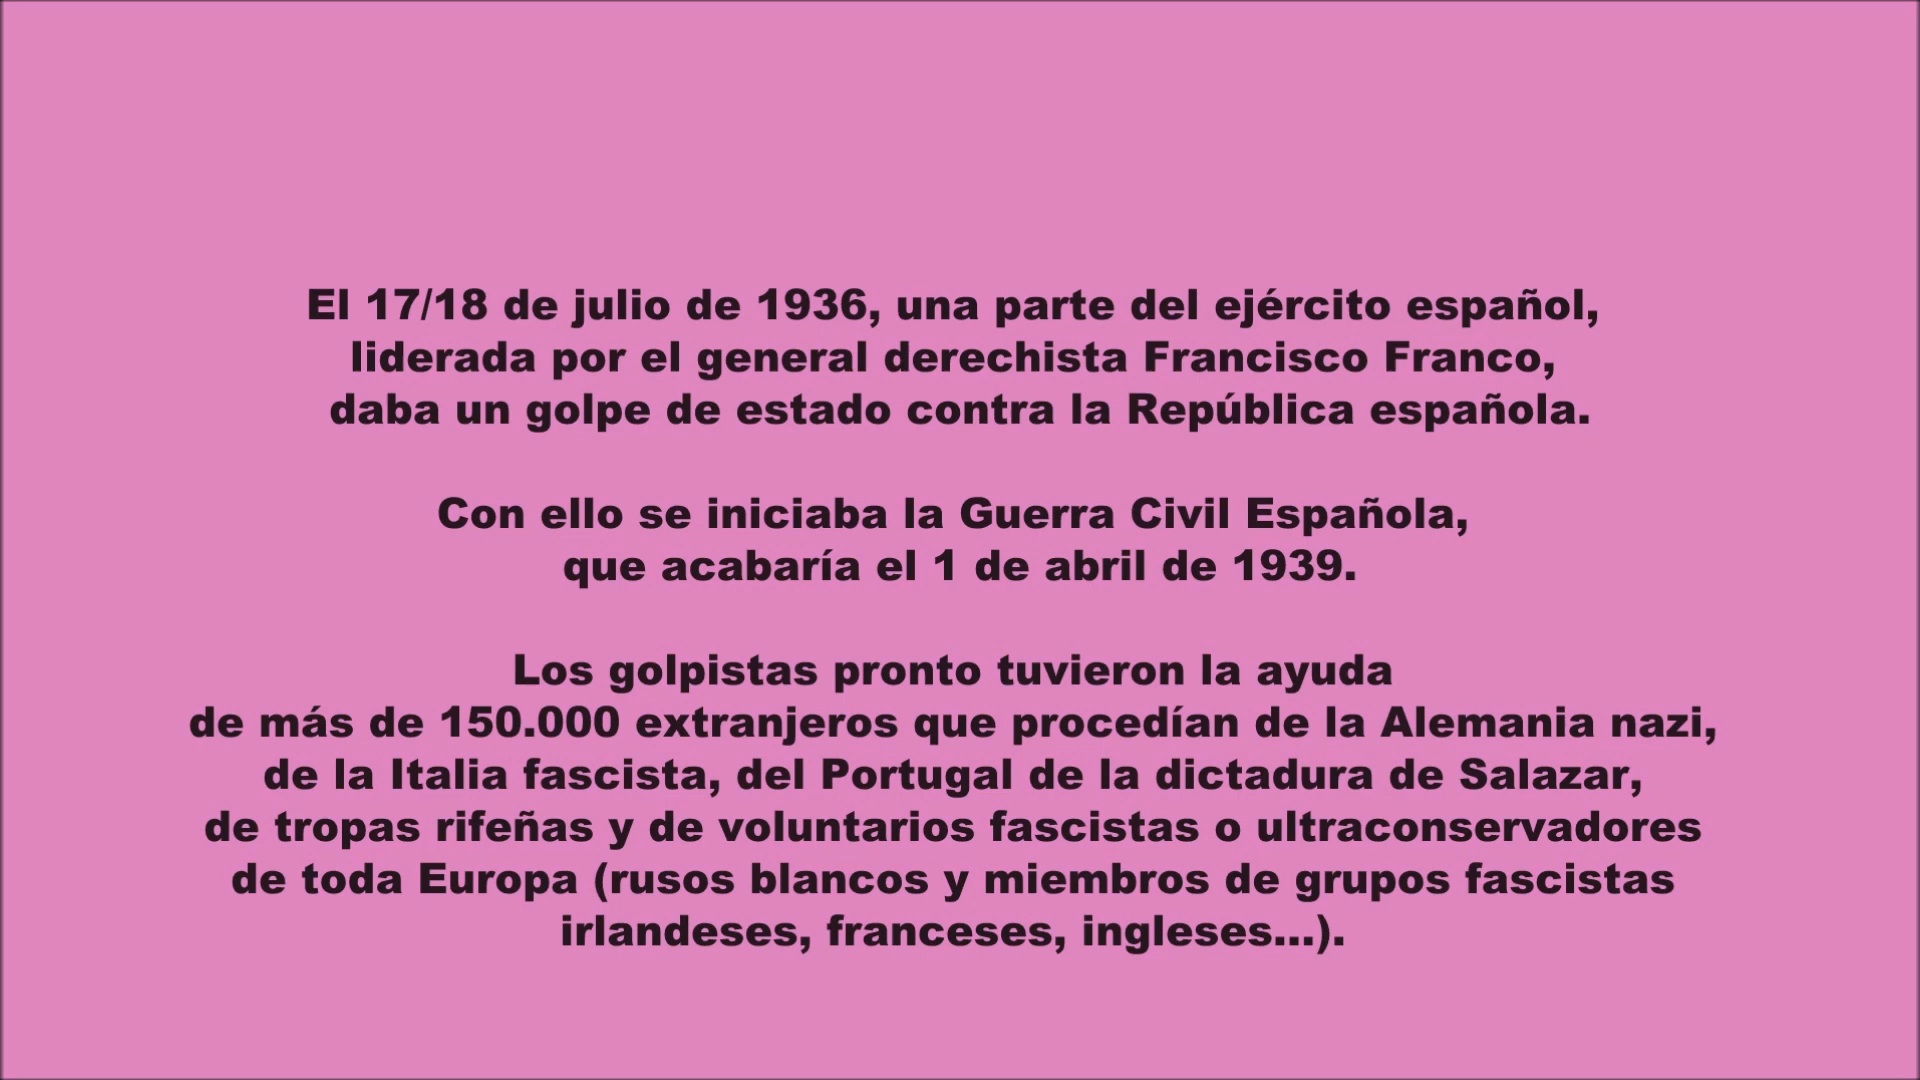 El 17/18 de julio de 1936, una parte del ejército español,
liderada por el general derechista Francisco Franco,
daba un golpe de estado contra la República española.
Con ello se iniciaba la Guerra Civil Española,
que acabaría el 1 de abril de 1939.
Los golpistas pronto tuvieron la ayuda
de más de 150.000 extranjeros que procedían de la Alemania nazi,
de la Italia fascista, del Portugal de la dictadura de Salazar,
de tropas rifeñas y de voluntarios fascistas o ultraconservadores
de toda Europa (rusos blancos y miembros de grupos fascistas
irlandeses, franceses, ingleses...).